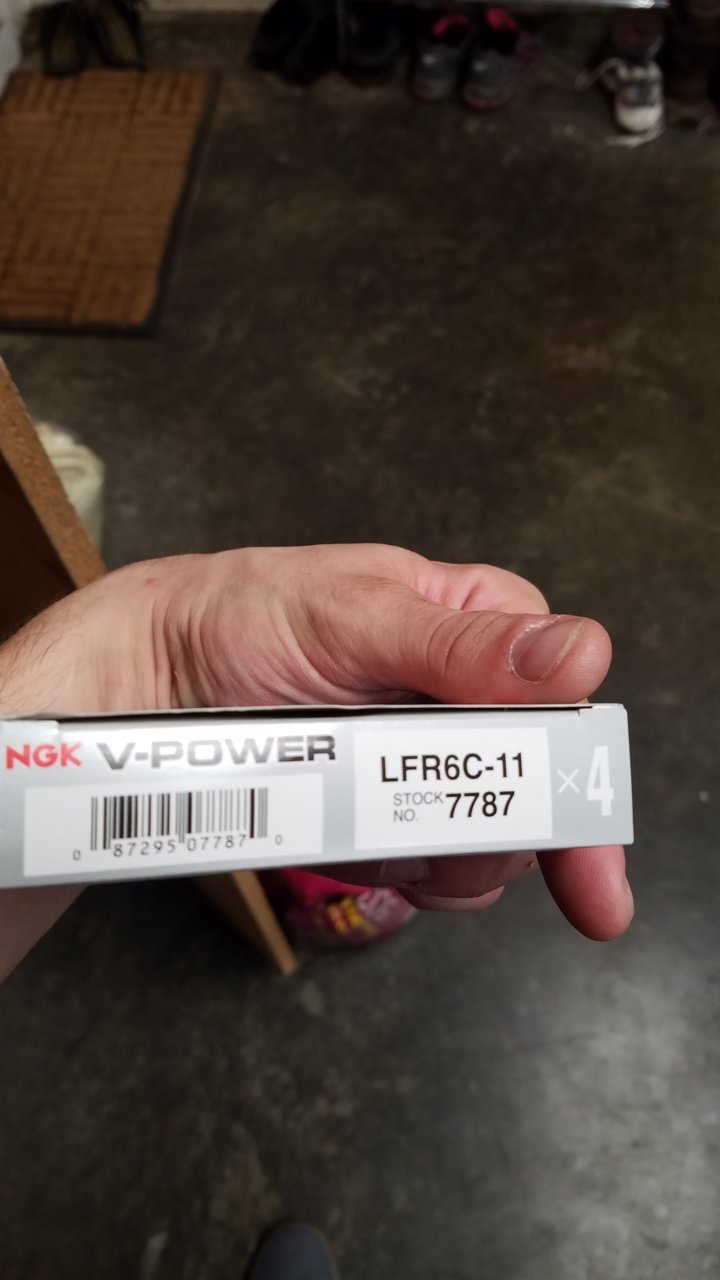 NGK V-POWER
LFR6C-11
STOCK NO. 7787
×4
0 87295 07787 0